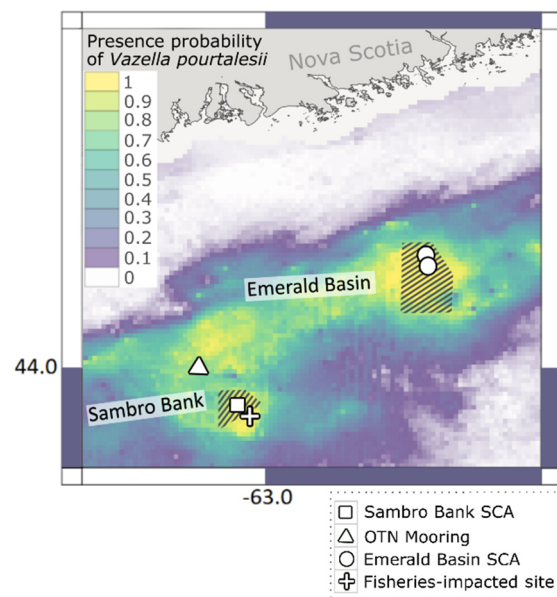 Presence probability
of Vazella pourtalesii
Nova Scotia
1
0.9
0.8
0.7
0.6
0.5
0.4
0.3
0.2
0.1
0
Emerald Basin
44.0
Sambro Bank
-63.0
Sambro Bank SCA
OTN Mooring
Emerald Basin SCA
Fisheries-impacted site